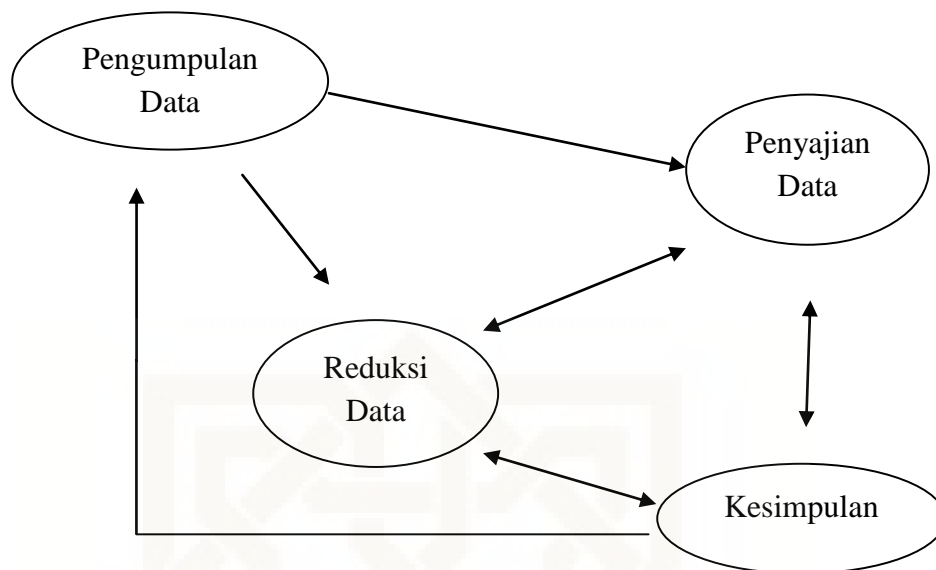 Pengumpulan
Data
Penyajian
Data
Reduksi
Data
Kesimpulan